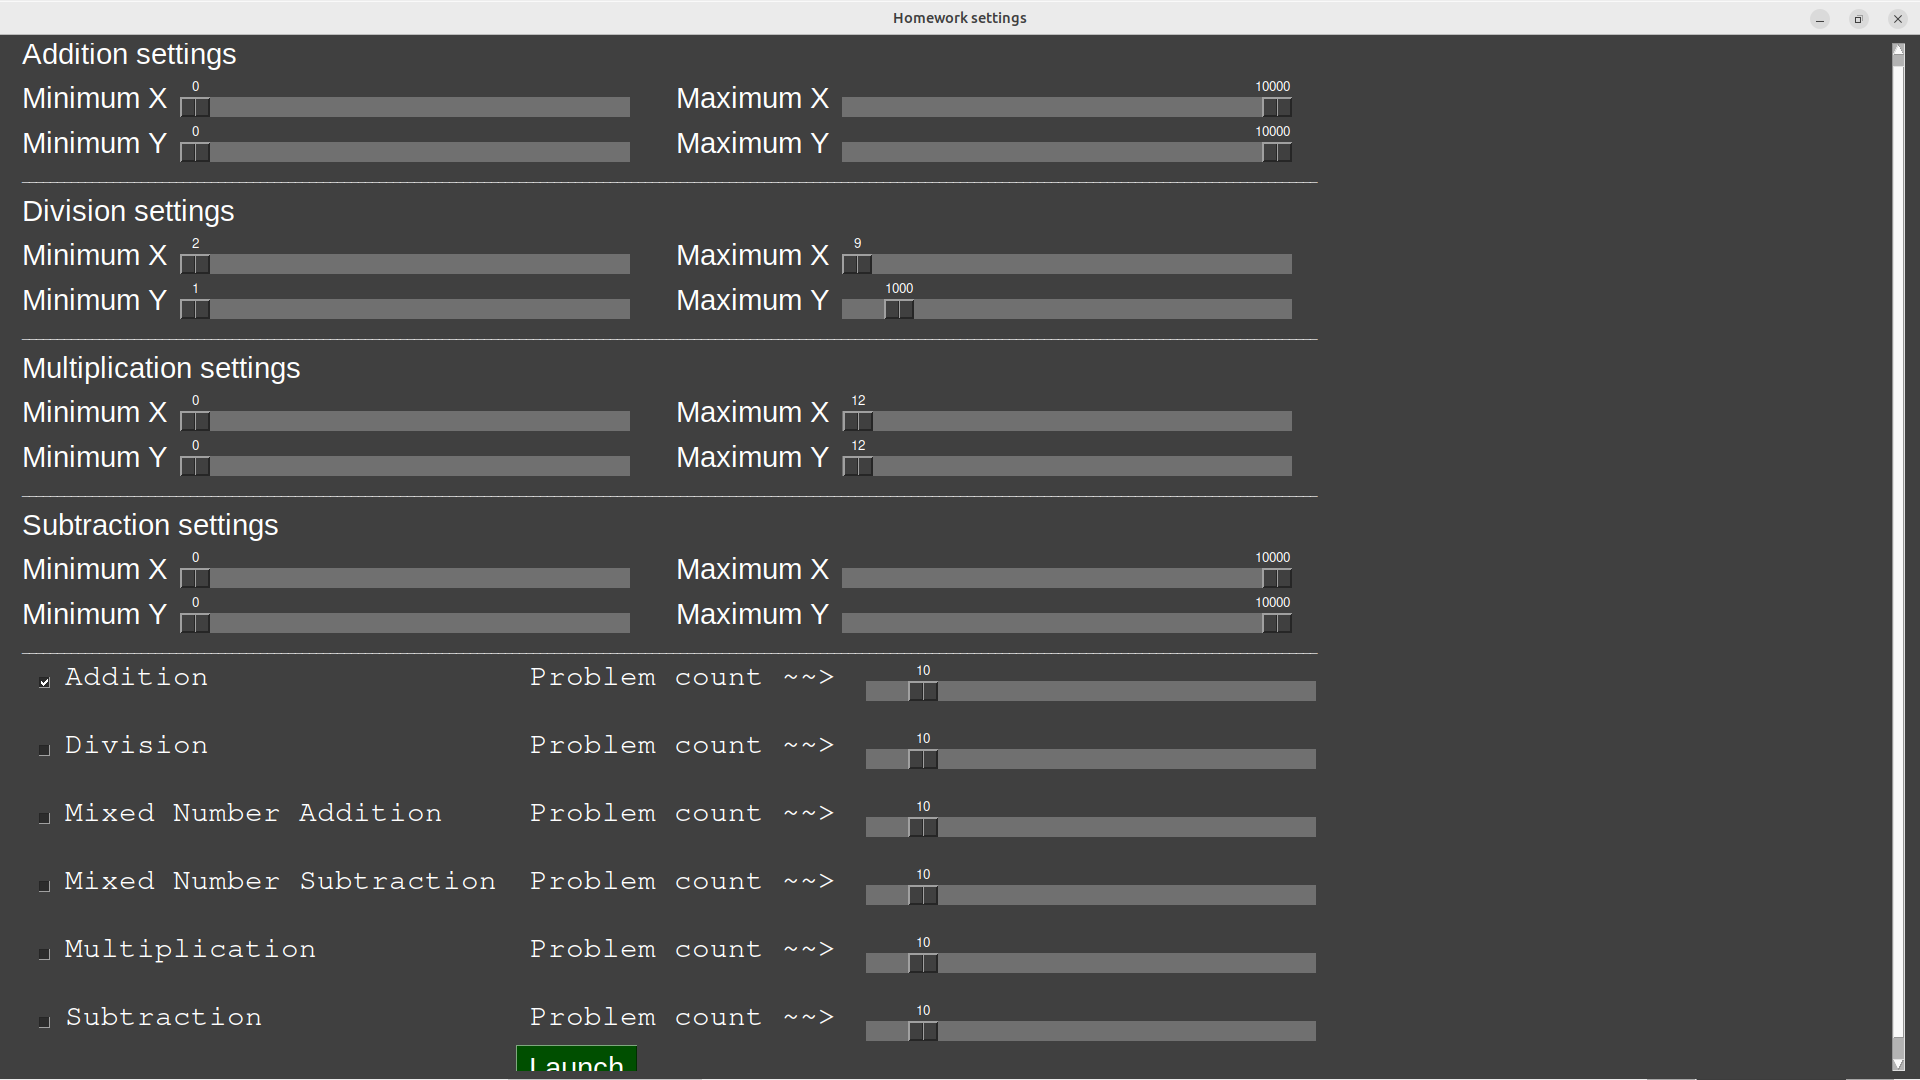 Homework settings
Addition settings
0 10000
Minimum X Maximum X
0 10000
Minimum Y Maximum Y
Division settings
2 9
Minimum X Maximum X
1 1000
Minimum Y Maximum Y
Multiplication settings
0 12
Minimum X Maximum X
0 12
Minimum Y Maximum Y
Subtraction settings
0 10000
Minimum X Maximum X
0 10000
Minimum Y Maximum Y
10
Addition Problem count ~~>
10
Division Problem count ~~>
10
Mixed Number Addition Problem count ~~>
10
Mixed Number Subtraction Problem count ~~>
10
Multiplication Problem count ~~>
10
Subtraction Problem count ~~>
Launch